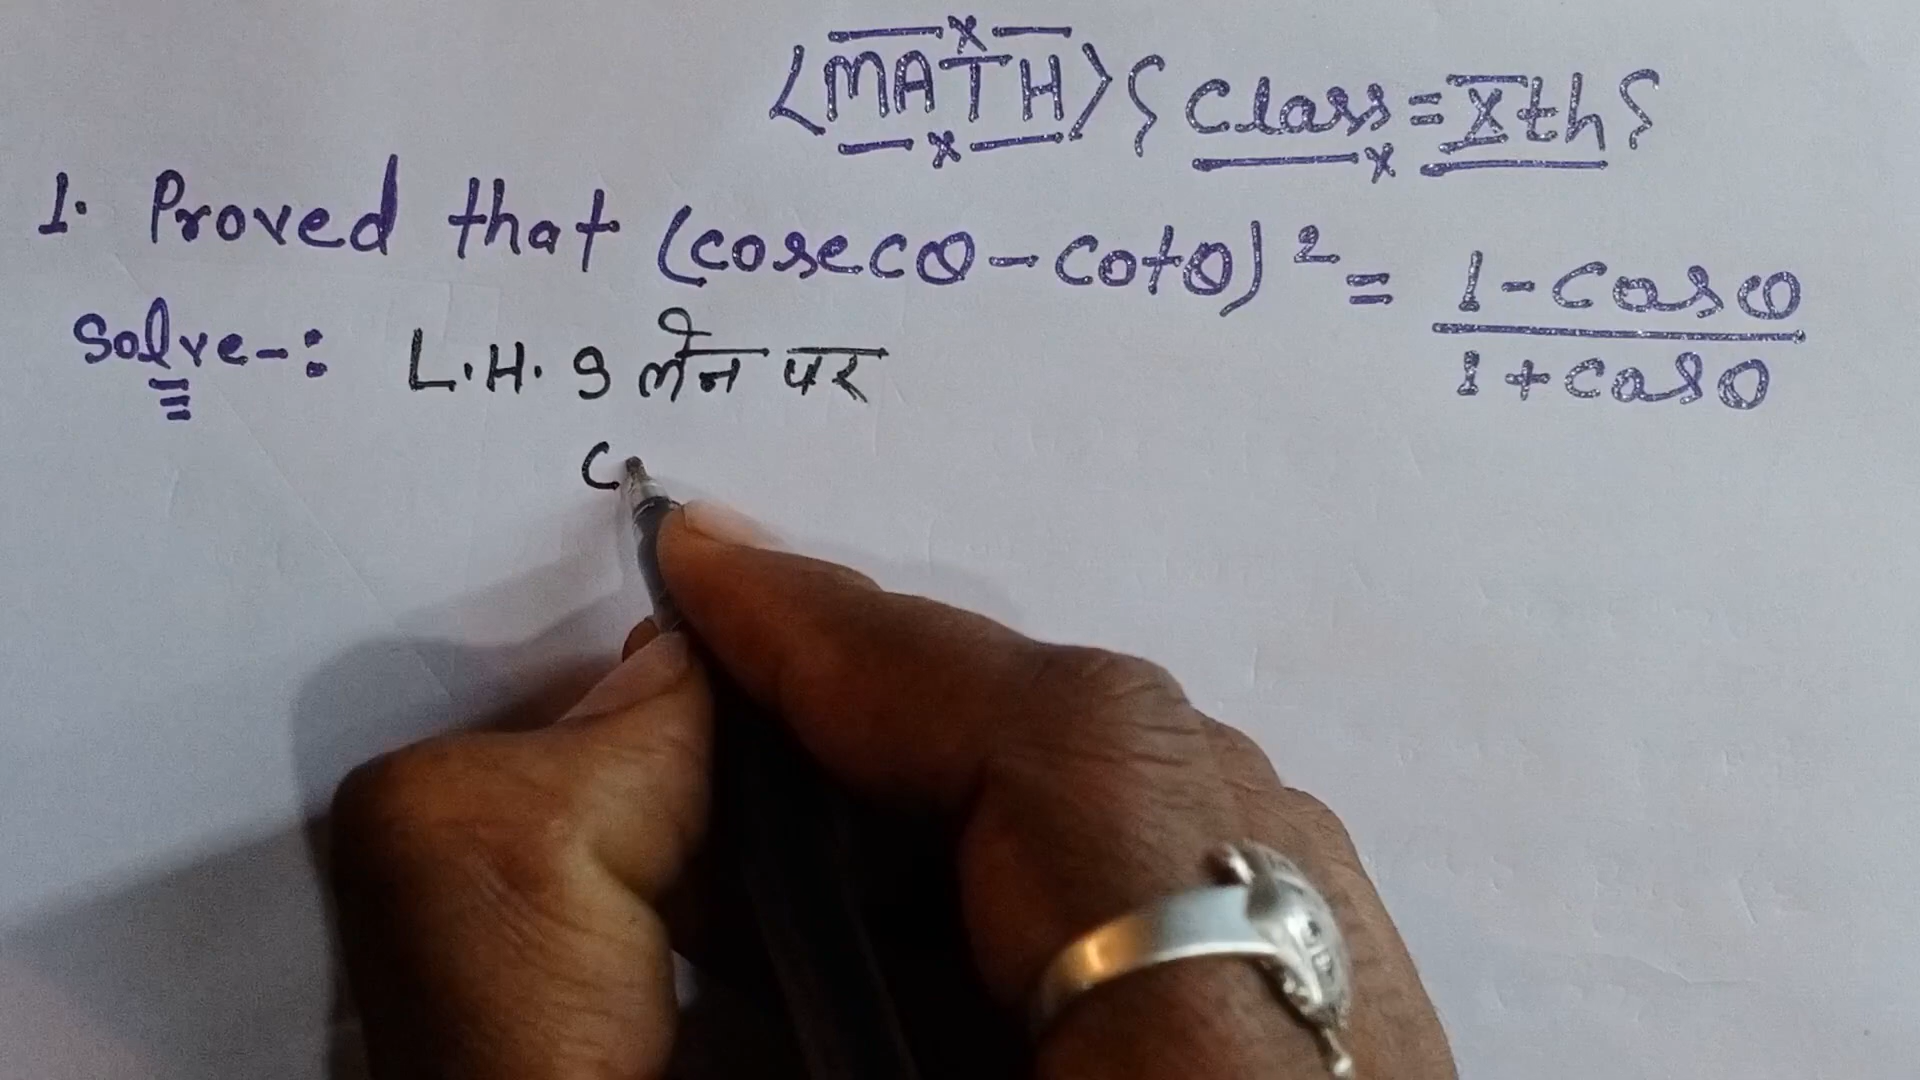 <MATH> { Class = Xth }
1. Proved that (cosecθ - cotθ)² = 1 - cosθ / 1 + cosθ
Solve-: L.H.S लेने पर
c